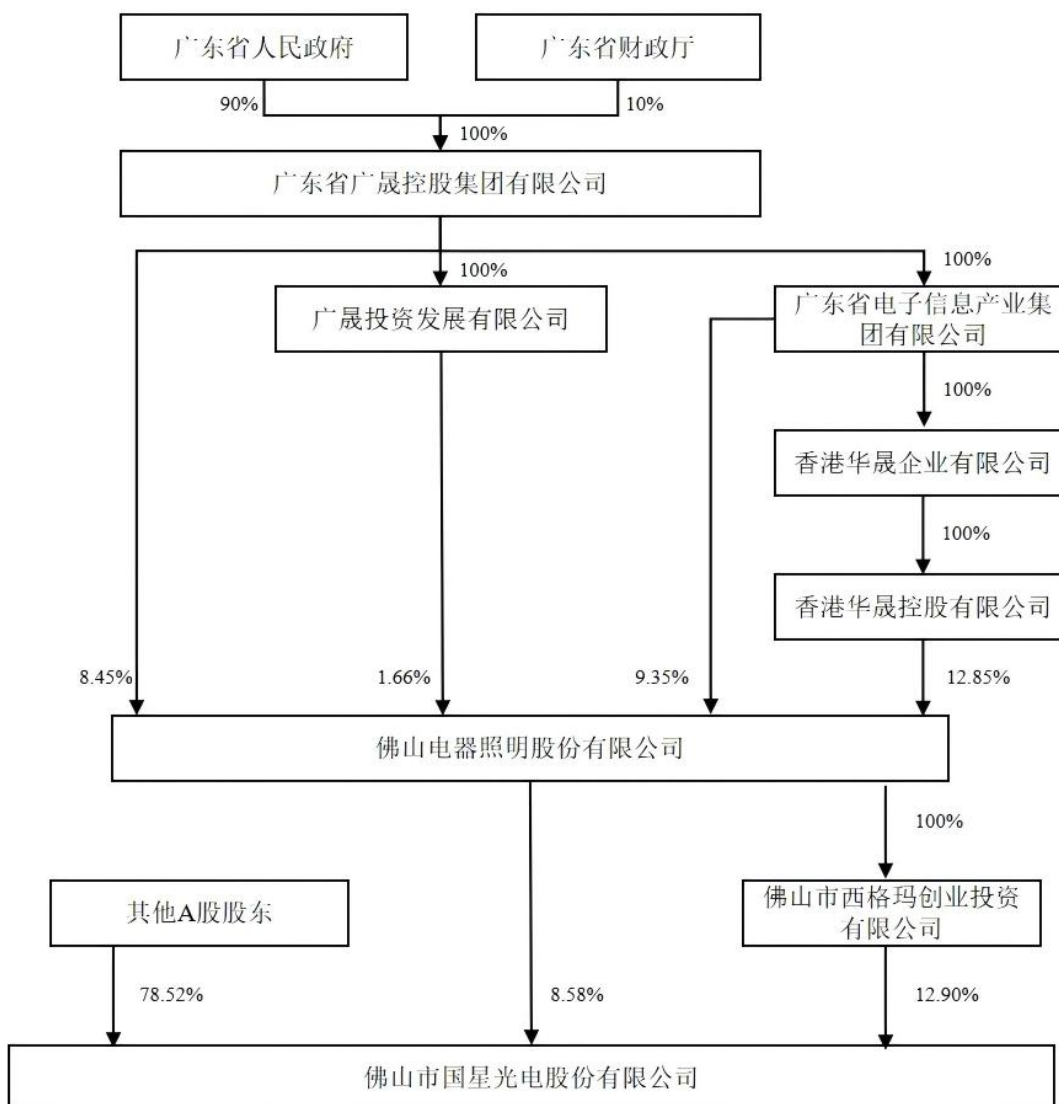 广东省人民政府
广东省财政厅
90%
10%
100%
广东省广晟控股集团有限公司
100%
100%
广晟投资发展有限公司
广东省电子信息产业集
团有限公司
100%
香港华晟企业有限公司
100%
香港华晟控股有限公司
8.45%
1.66%
9.35%
12.85%
佛山电器照明股份有限公司
100%
其他A股股东
佛山市西格玛创业投资
有限公司
78.52%
8.58%
12.90%
佛山市国星光电股份有限公司